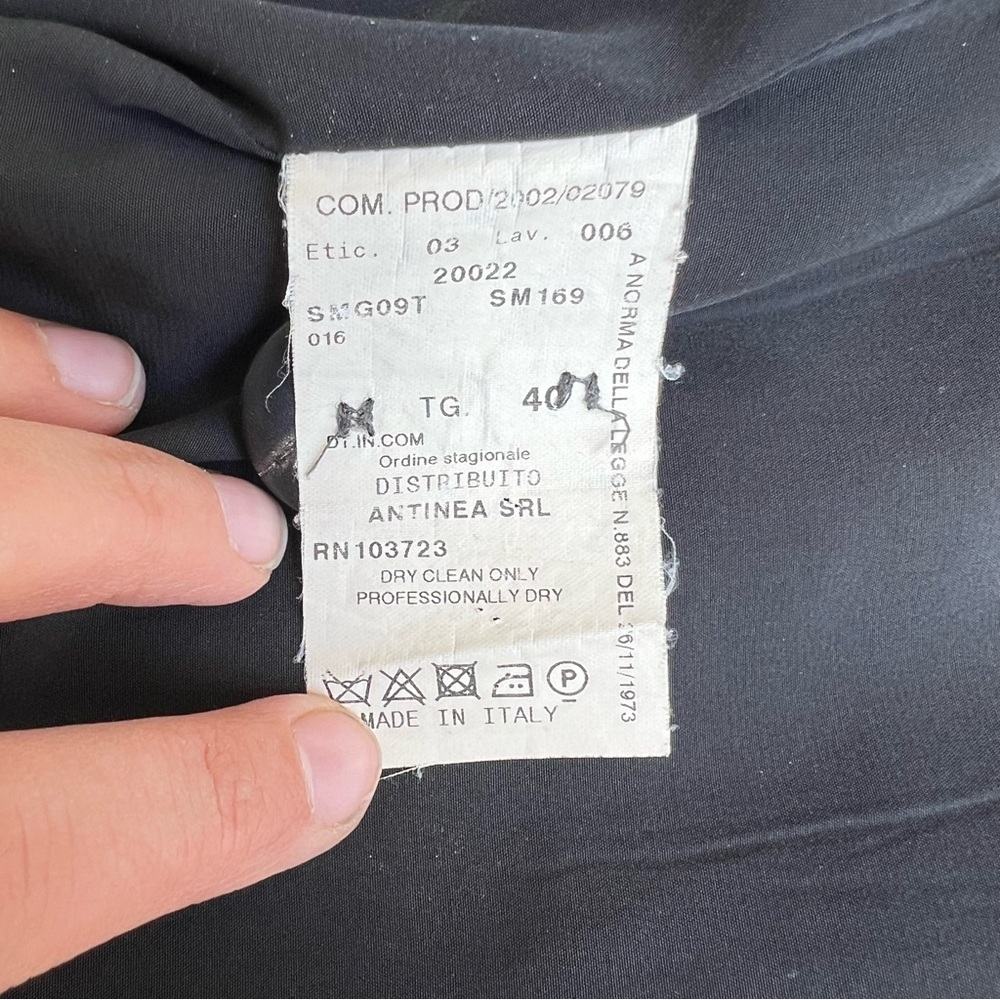 COM. PROD/2002/02079
Etic. 03 Lav. 006
20022
SMG09T SM169
016
TG. 40
DT.IN.COM
Ordine stagionale
DISTRIBUITO
ANTINEA SRL
RN103723
DRY CLEAN ONLY
PROFESSIONALLY DRY
P
MADE IN ITALY
A NORMA DELLA LEGGE N.883 DEL 26/11/1973